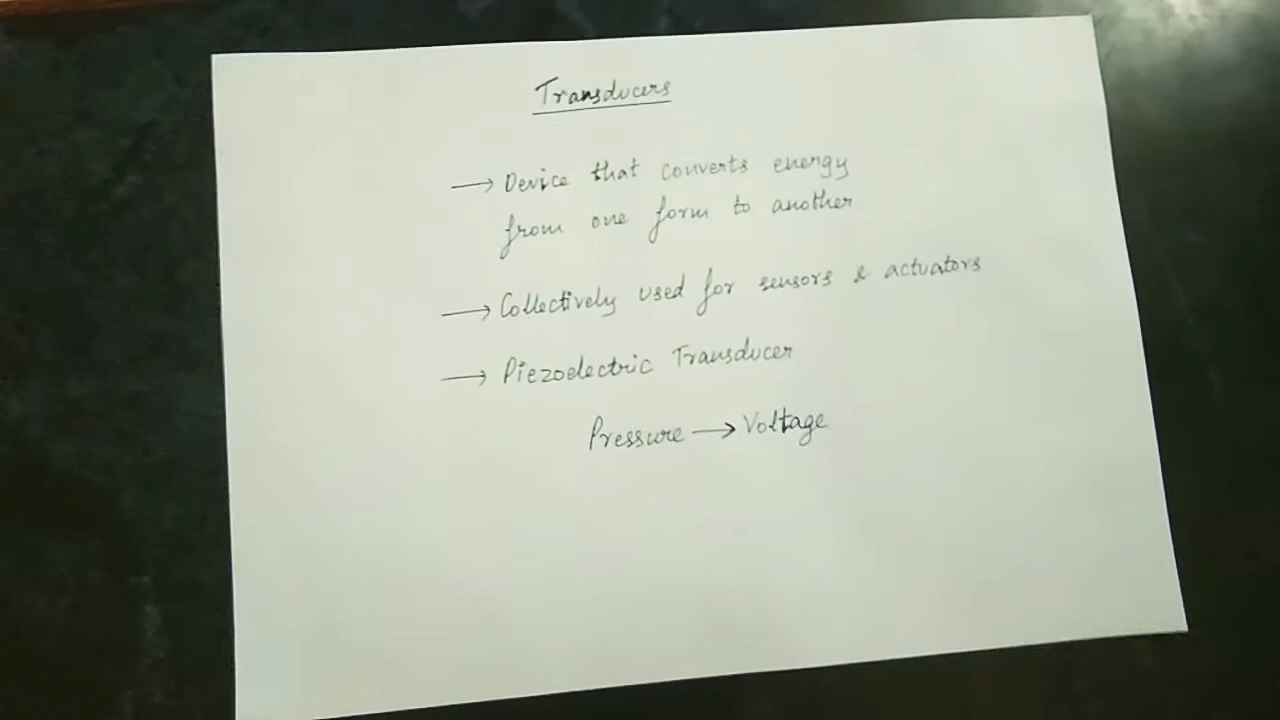 Transducers
→ Device that converts energy
from one form to another
→ Collectively used for sensors & actuators
→ Piezoelectric Transducer
Pressure → Voltage